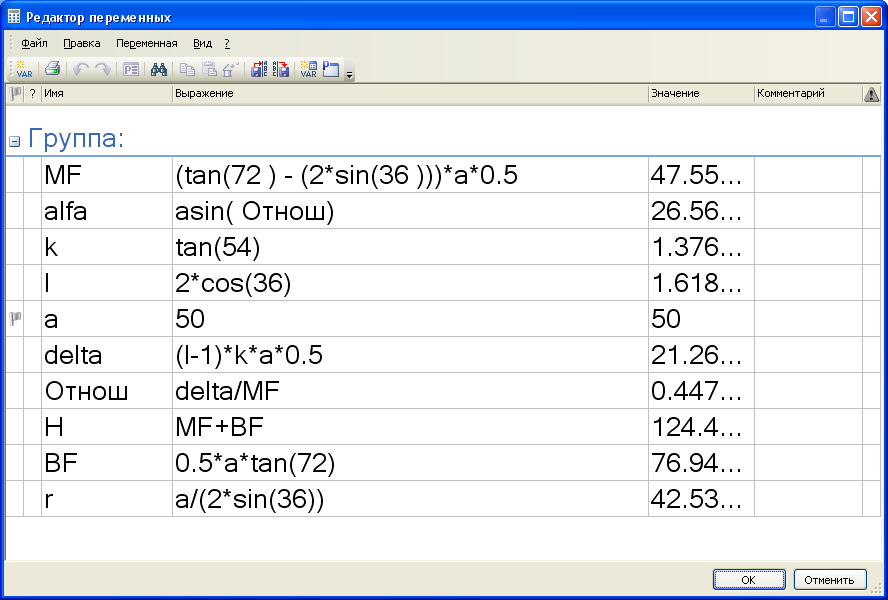 Редактор переменных
Файл Правка Переменная Вид ?
VAR VAR
? Имя Выражение Значение Комментарий
Группа:
MF (tan(72 ) - (2*sin(36 )))*a*0.5 47.55...
alfa asin( Отнош) 26.56...
k tan(54) 1.376...
l 2*cos(36) 1.618...
a 50 50
delta (l-1)*k*a*0.5 21.26...
Отнош delta/MF 0.447...
H MF+BF 124.4...
BF 0.5*a*tan(72) 76.94...
r a/(2*sin(36)) 42.53...
OK Отменить